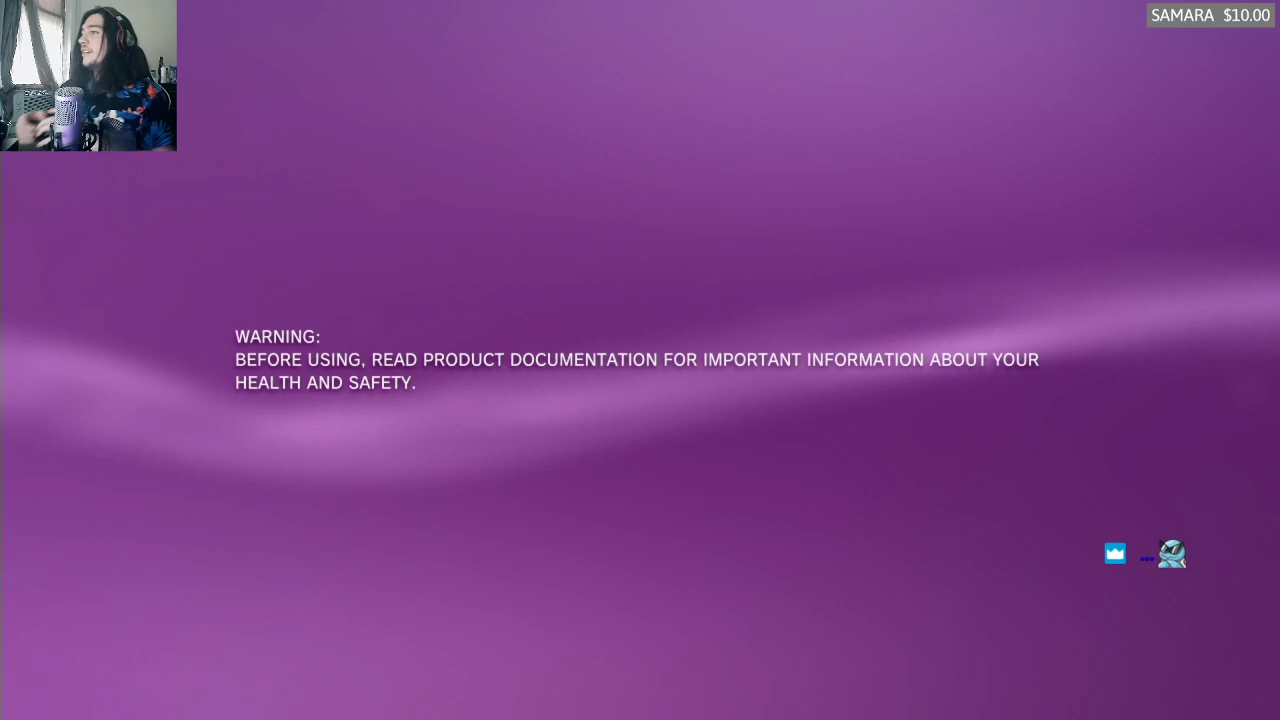 SAMARA $10.00
WARNING:
BEFORE USING, READ PRODUCT DOCUMENTATION FOR IMPORTANT INFORMATION ABOUT YOUR
HEALTH AND SAFETY.
...